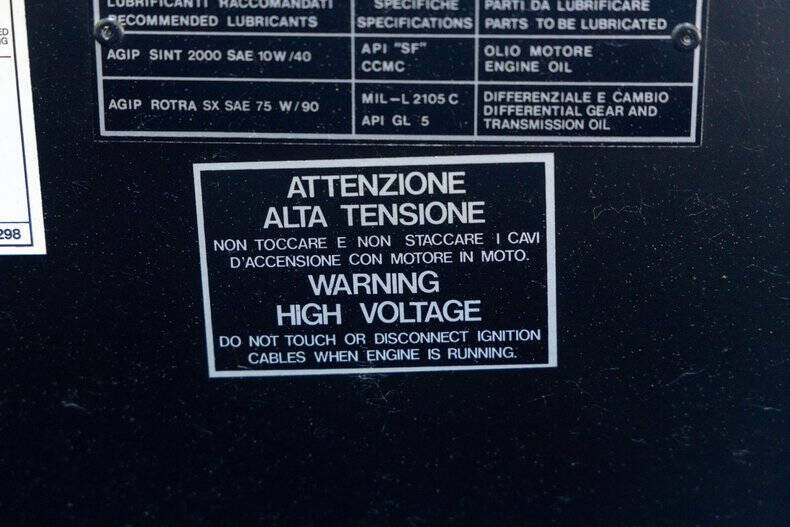 LUBRIFICANTI RACCOMANDATI
RECOMMENDED LUBRICANTS
SPECIFICHE
SPECIFICATIONS
PARTI DA LUBRIFICARE
PARTS TO BE LUBRICATED
AGIP SINT 2000 SAE 10W/40
API "SF"
CCMC
OLIO MOTORE
ENGINE OIL
AGIP ROTRA SX SAE 75 W/90
MIL-L 2105 C
API GL 5
DIFFERENZIALE E CAMBIO
DIFFERENTIAL GEAR AND
TRANSMISSION OIL
298
ATTENZIONE
ALTA TENSIONE
NON TOCCARE E NON STACCARE I CAVI
D'ACCENSIONE CON MOTORE IN MOTO.
WARNING
HIGH VOLTAGE
DO NOT TOUCH OR DISCONNECT IGNITION
CABLES WHEN ENGINE IS RUNNING.